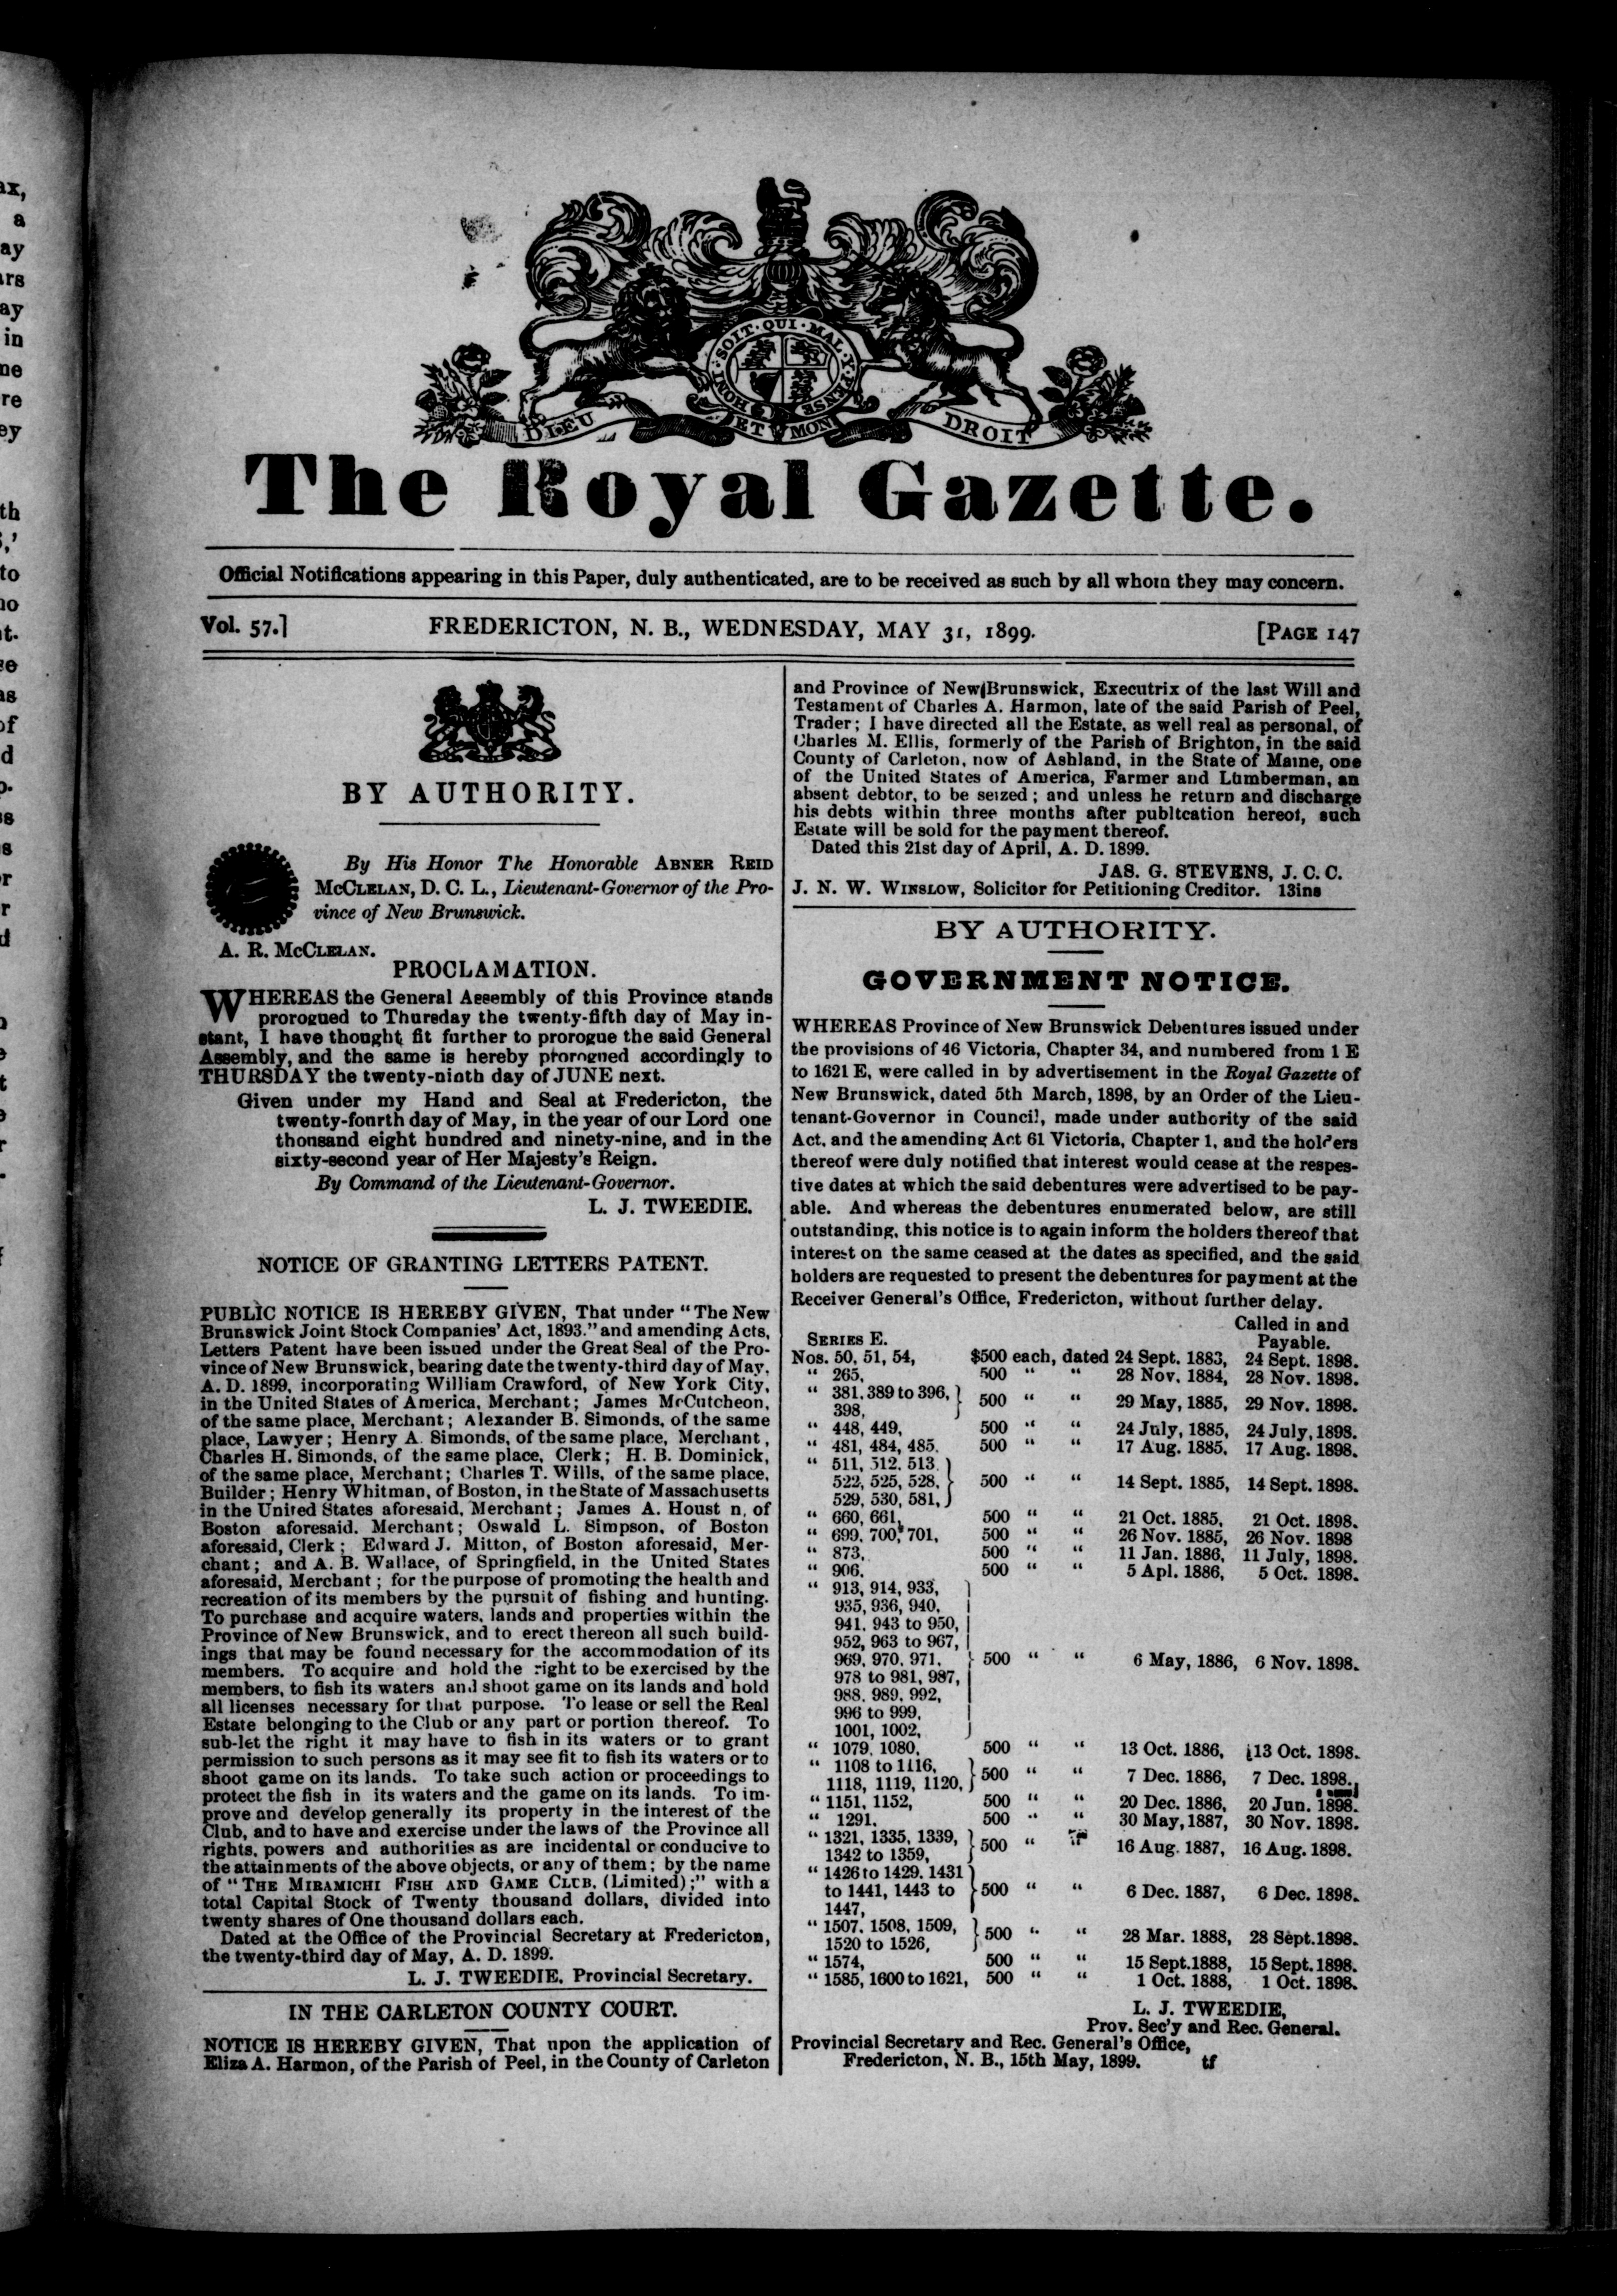 ax,
a
ay
ars
ay
in
ne
re
ey
th
to
HONI·SOIT·QUI·MAL·Y·PENSE
DIEU ET MON DROIT
The Royal Gazette.
Official Notifications appearing in this Paper, duly authenticated, are to be received as such by all whom they may concern.
Vol. 57.] FREDERICTON, N. B., WEDNESDAY, MAY 31, 1899. [PAGE 147
BY AUTHORITY.
By His Honor The Honorable ABNER REID
MCCLELAN, D. C. L., Lieutenant-Governor of the Pro-
vince of New Brunswick.
A. R. MCCLELAN.
PROCLAMATION.
WHEREAS the General Assembly of this Province stands
prorogued to Thursday the twenty-fifth day of May in-
stant, I have thought fit further to prorogue the said General
Assembly, and the same is hereby prorogued accordingly to
THURSDAY the twenty-ninth day of JUNE next.
Given under my Hand and Seal at Fredericton, the
twenty-fourth day of May, in the year of our Lord one
thousand eight hundred and ninety-nine, and in the
sixty-second year of Her Majesty's Reign.
By Command of the Lieutenant-Governor.
L. J. TWEEDIE.
NOTICE OF GRANTING LETTERS PATENT.
PUBLIC NOTICE IS HEREBY GIVEN, That under "The New
Brunswick Joint Stock Companies' Act, 1893." and amending Acts,
Letters Patent have been issued under the Great Seal of the Pro-
vince of New Brunswick, bearing date the twenty-third day of May,
A. D. 1899, incorporating William Crawford, of New York City,
in the United States of America, Merchant; James McCutcheon,
of the same place, Merchant; Alexander B. Simonds, of the same
place, Lawyer; Henry A. Simonds, of the same place, Merchant,
Charles H. Simonds, of the same place, Clerk; H. B. Dominick,
of the same place, Merchant; Charles T. Wills, of the same place,
Builder; Henry Whitman, of Boston, in the State of Massachusetts
in the United States aforesaid, Merchant; James A. Houst n, of
Boston aforesaid. Merchant; Oswald L. Simpson, of Boston
aforesaid, Clerk; Edward J. Mitton, of Boston aforesaid, Mer-
chant; and A. B. Wallace, of Springfield, in the United States
aforesaid, Merchant; for the purpose of promoting the health and
recreation of its members by the pursuit of fishing and hunting.
To purchase and acquire waters, lands and properties within the
Province of New Brunswick, and to erect thereon all such build-
ings that may be found necessary for the accommodation of its
members. To acquire and hold the right to be exercised by the
members, to fish its waters and shoot game on its lands and hold
all licenses necessary for that purpose. To lease or sell the Real
Estate belonging to the Club or any part or portion thereof. To
sub-let the right it may have to fish in its waters or to grant
permission to such persons as it may see fit to fish its waters or to
shoot game on its lands. To take such action or proceedings to
protect the fish in its waters and the game on its lands. To im-
prove and develop generally its property in the interest of the
Club, and to have and exercise under the laws of the Province all
rights, powers and authorities as are incidental or conducive to
the attainments of the above objects, or any of them; by the name
of "THE MIRAMICHI FISH AND GAME CLUB, (Limited);" with a
total Capital Stock of Twenty thousand dollars, divided into
twenty shares of One thousand dollars each.
Dated at the Office of the Provincial Secretary at Fredericton,
the twenty-third day of May, A. D. 1899.
L. J. TWEEDIE, Provincial Secretary.
IN THE CARLETON COUNTY COURT.
NOTICE IS HEREBY GIVEN, That upon the application of
Eliza A. Harmon, of the Parish of Peel, in the County of Carleton
and Province of New Brunswick, Executrix of the last Will and
Testament of Charles A. Harmon, late of the said Parish of Peel,
Trader; I have directed all the Estate, as well real as personal, of
Charles M. Ellis, formerly of the Parish of Brighton, in the said
County of Carleton, now of Ashland, in the State of Maine, one
of the United States of America, Farmer and Lumberman, an
absent debtor, to be seized; and unless he return and discharge
his debts within three months after publtcation hereof, such
Estate will be sold for the payment thereof.
Dated this 21st day of April, A. D. 1899.
JAS. G. STEVENS, J. C. C.
J. N. W. WINSLOW, Solicitor for Petitioning Creditor. 13ins
BY AUTHORITY.
GOVERNMENT NOTICE.
WHEREAS Province of New Brunswick Debentures issued under
the provisions of 46 Victoria, Chapter 34, and numbered from 1 E
to 1621 E, were called in by advertisement in the Royal Gazette of
New Brunswick, dated 5th March, 1898, by an Order of the Lieu-
tenant-Governor in Council, made under authority of the said
Act, and the amending Act 61 Victoria, Chapter 1, and the holders
thereof were duly notified that interest would cease at the respec-
tive dates at which the said debentures were advertised to be pay-
able. And whereas the debentures enumerated below, are still
outstanding, this notice is to again inform the holders thereof that
interest on the same ceased at the dates as specified, and the said
holders are requested to present the debentures for payment at the
Receiver General's Office, Fredericton, without further delay.
Called in and
SERIES E. Payable.
Nos. 50, 51, 54, $500 each, dated 24 Sept. 1883, 24 Sept. 1898.
" 265, 500 " " 28 Nov. 1884, 28 Nov. 1898.
" 381, 389 to 396, 398, } 500 " " 29 May, 1885, 29 Nov. 1898.
" 448, 449, 500 " " 24 July, 1885, 24 July, 1898.
" 481, 484, 485. 500 " " 17 Aug. 1885, 17 Aug. 1898.
" 511, 512, 513,
522, 525, 528, } 500 " " 14 Sept. 1885, 14 Sept. 1898.
529, 530, 581,
" 660, 661, 500 " " 21 Oct. 1885, 21 Oct. 1898.
" 699, 700, 701, 500 " " 26 Nov. 1885, 26 Nov. 1898
" 873, 500 " " 11 Jan. 1886, 11 July, 1898.
" 906. 500 " " 5 Apl. 1886, 5 Oct. 1898.
" 913, 914, 933,
935, 936, 940,
941, 943 to 950,
952, 963 to 967,
969, 970, 971, } 500 " " 6 May, 1886, 6 Nov. 1898.
978 to 981, 987,
988, 989, 992,
996 to 999,
1001, 1002,
" 1079, 1080, 500 " " 13 Oct. 1886, 13 Oct. 1898.
" 1108 to 1116,
1118, 1119, 1120, } 500 " " 7 Dec. 1886, 7 Dec. 1898.
" 1151, 1152, 500 " " 20 Dec. 1886, 20 Jun. 1898.
" 1291, 500 " " 30 May, 1887, 30 Nov. 1898.
" 1321, 1335, 1339,
1342 to 1359, } 500 " " 16 Aug. 1887, 16 Aug. 1898.
" 1426 to 1429, 1431
to 1441, 1443 to } 500 " " 6 Dec. 1887, 6 Dec. 1898.
1447,
" 1507, 1508, 1509,
1520 to 1526, } 500 " " 28 Mar. 1888, 28 Sept. 1898.
" 1574, 500 " " 15 Sept. 1888, 15 Sept. 1898.
" 1585, 1600 to 1621, 500 " " 1 Oct. 1888, 1 Oct. 1898.
L. J. TWEEDIE,
Prov. Sec'y and Rec. General.
Provincial Secretary and Rec. General's Office,
Fredericton, N. B., 15th May, 1899. tf